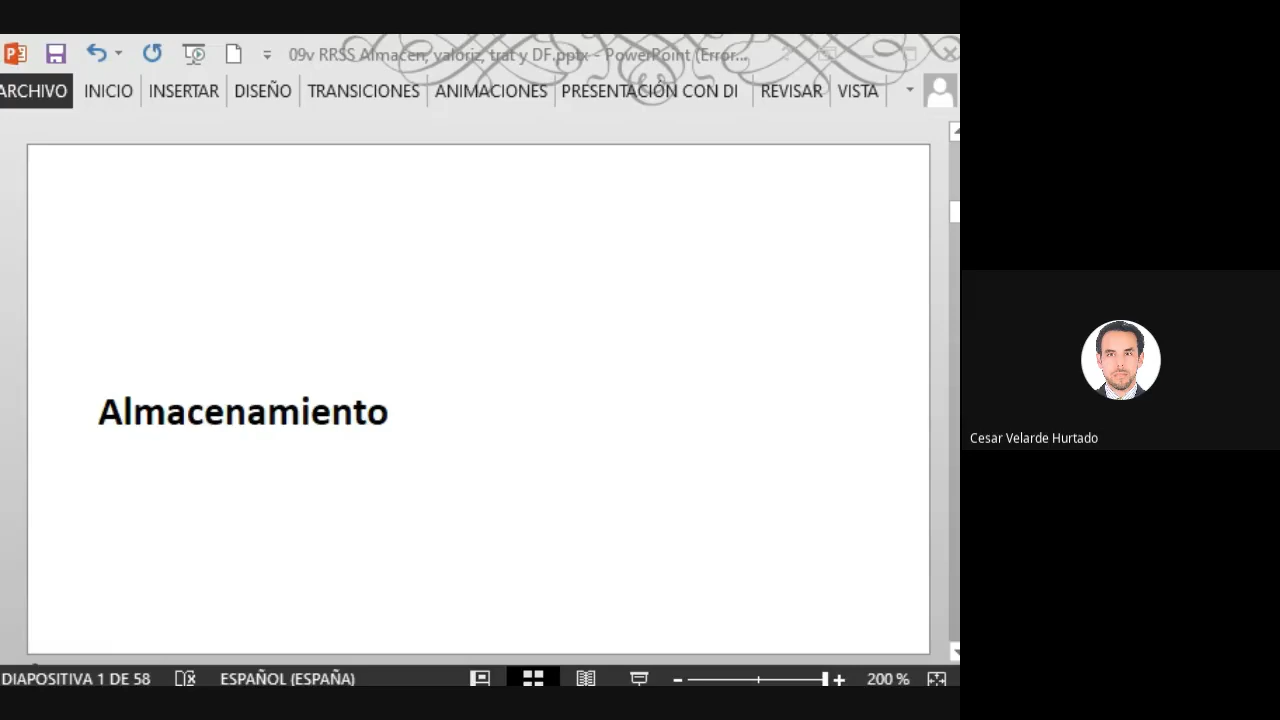 09v RRSS Almacen, valoriz, trat y DF.pptx - PowerPoint (Error...
ARCHIVO INICIO INSERTAR DISEÑO TRANSICIONES ANIMACIONES PRESENTACIÓN CON DI REVISAR VISTA
Almacenamiento
Cesar Velarde Hurtado
DIAPOSITIVA 1 DE 58 ESPAÑOL (ESPAÑA) 200 %